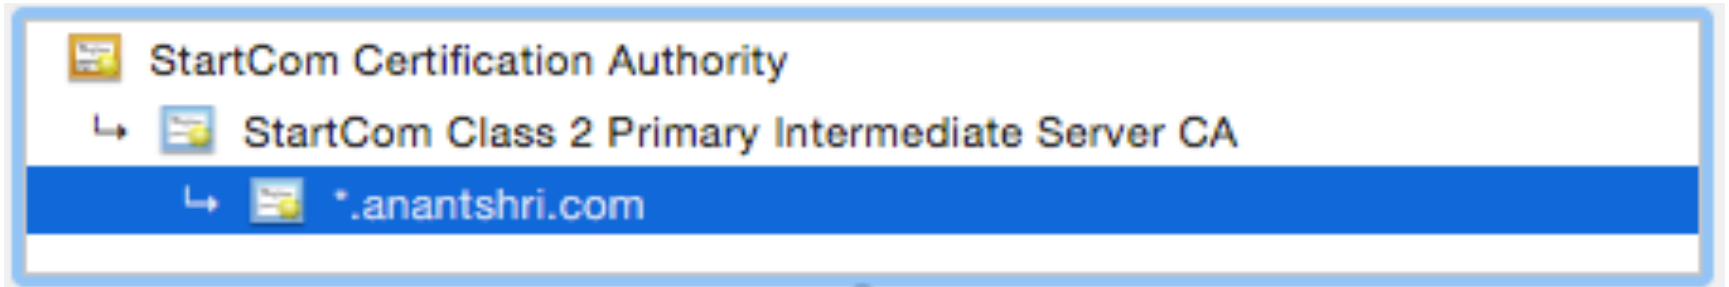 StartCom Certification Authority
StartCom Class 2 Primary Intermediate Server CA
*.anantshri.com